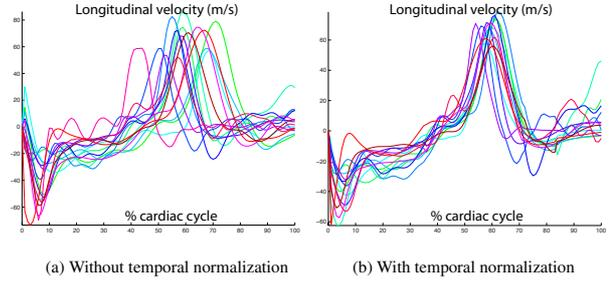 Longitudinal velocity (m/s)
80
60
40
20
0
-20
-40
-60
0 10 20 30 40 50 60 70 80 90 100
% cardiac cycle
(a) Without temporal normalization
Longitudinal velocity (m/s)
60
40
20
0
-20
-40
-60
0 10 20 30 40 50 60 70 80 90 100
% cardiac cycle
(b) With temporal normalization